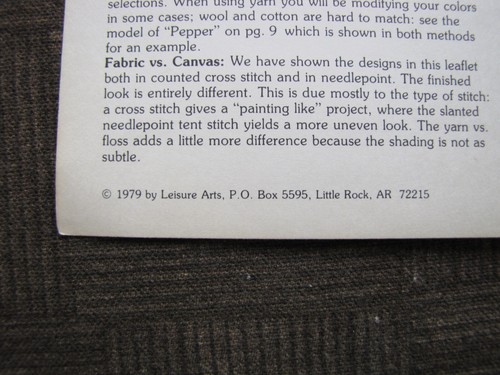 selections. When using yarn you will be modifying your colors
in some cases; wool and cotton are hard to match: see the
model of "Pepper" on pg. 9 which is shown in both methods
for an example.
Fabric vs. Canvas: We have shown the designs in this leaflet
both in counted cross stitch and in needlepoint. The finished
look is entirely different. This is due mostly to the type of stitch:
a cross stitch gives a "painting like" project, where the slanted
needlepoint tent stitch yields a more uneven look. The yarn vs.
floss adds a little more difference because the shading is not as
subtle.
© 1979 by Leisure Arts, P.O. Box 5595, Little Rock, AR 72215